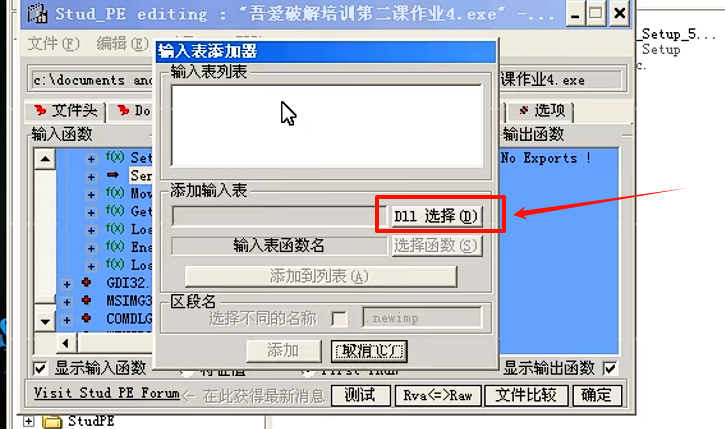 Stud_PE editing : "吾爱破解培训第二课作业4.exe" -...
文件(F) 编辑(E)
_Setup_5...
Setup
c.
输入表添加器
输入表列表
c:\documents and
课作业4.exe
文件头
Do
选项
输入函数
输出函数
f(x) Set
Ser
f(x) Mov
f(x) Get
f(x) Loa
f(x) Ena
f(x) Loa
GDI32.
MSIMG3
COMDLG
No Exports !
添加输入表
Dll 选择(D)
输入表函数名
选择函数(S)
添加到列表(A)
区段名
选择不同的名称
.newimp
添加
取消(C)
显示输入函数
显示输出函数
Visit Stud PE Forum
<- 在此获得最新消息
测试
Rva<=>Raw
文件比较
确定
StudPE